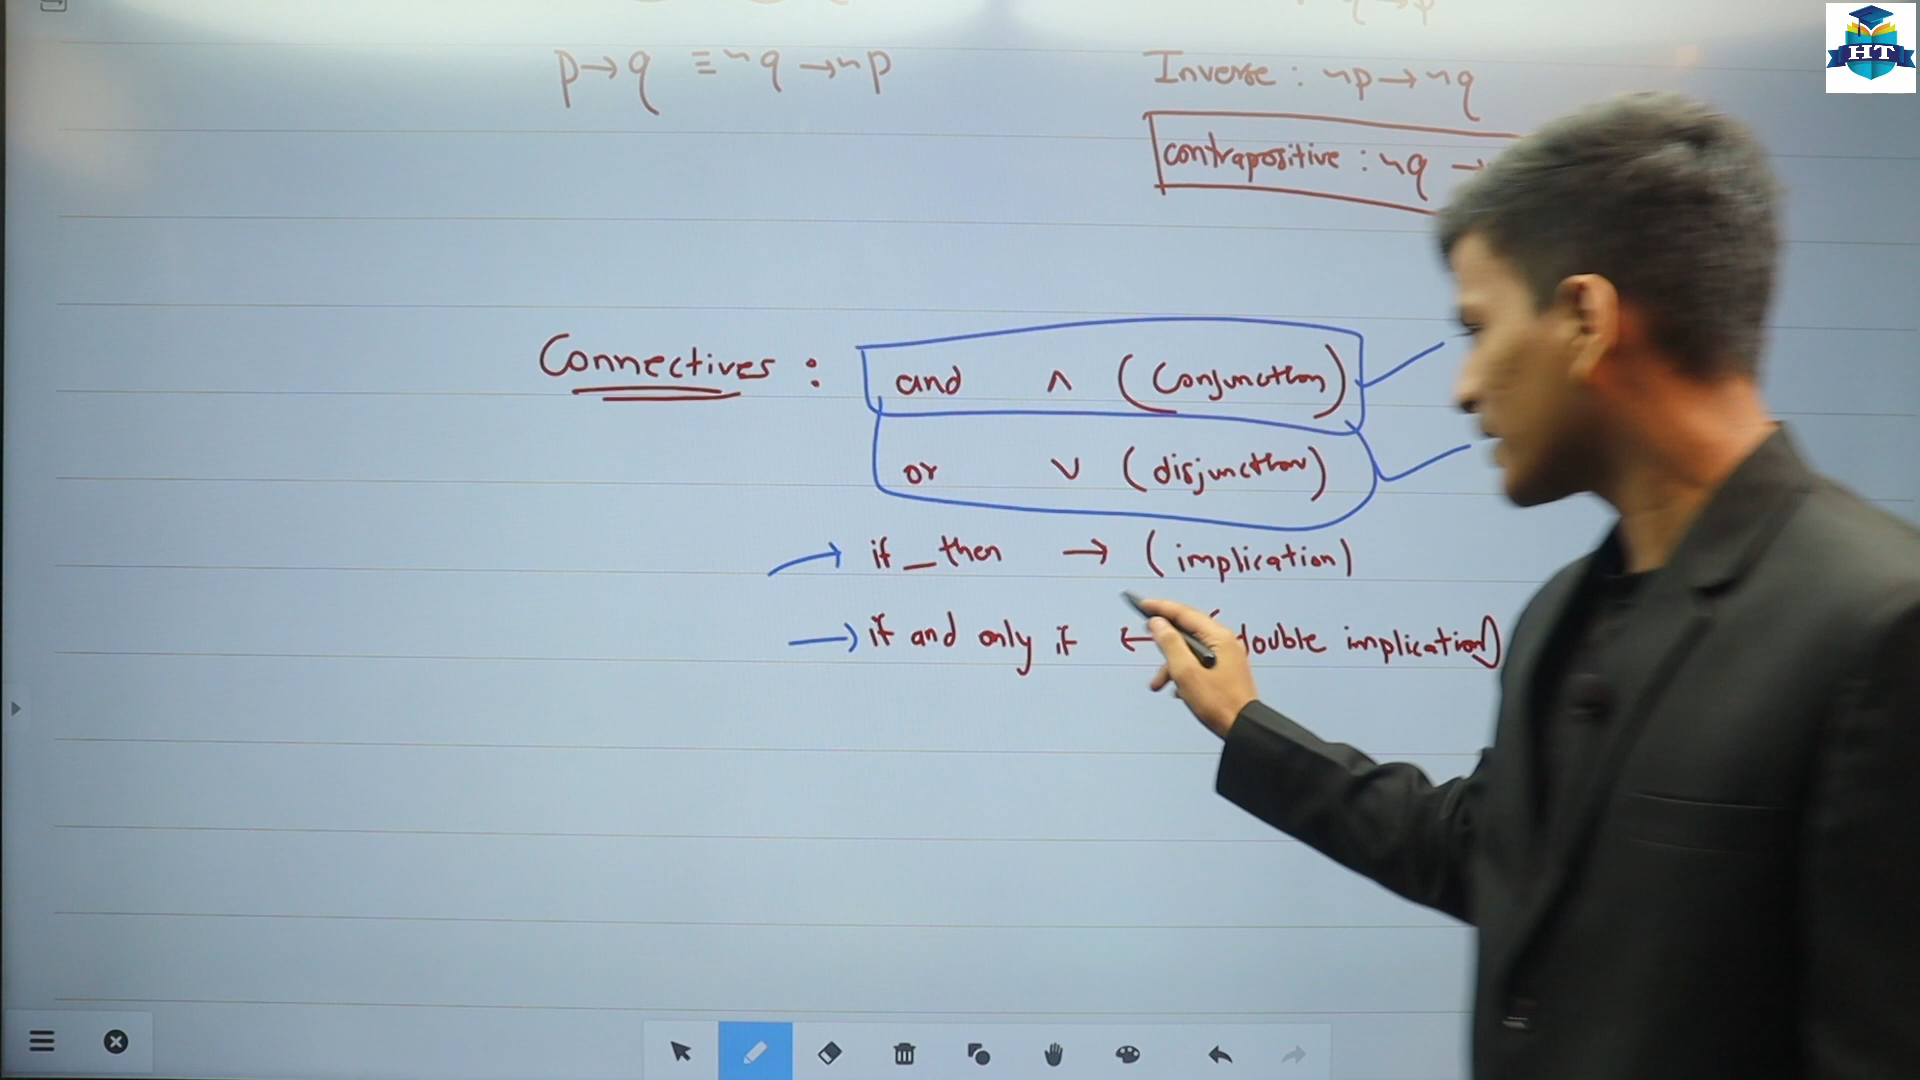 p→q ≡ ~q →~p
Inverse : ~p→~q
contrapositive : ~q →
HT
Connectives :
and ∧ (Conjunction)
or ∨ (disjunction)
if _ then → (implication)
if and only if ← (double implication)